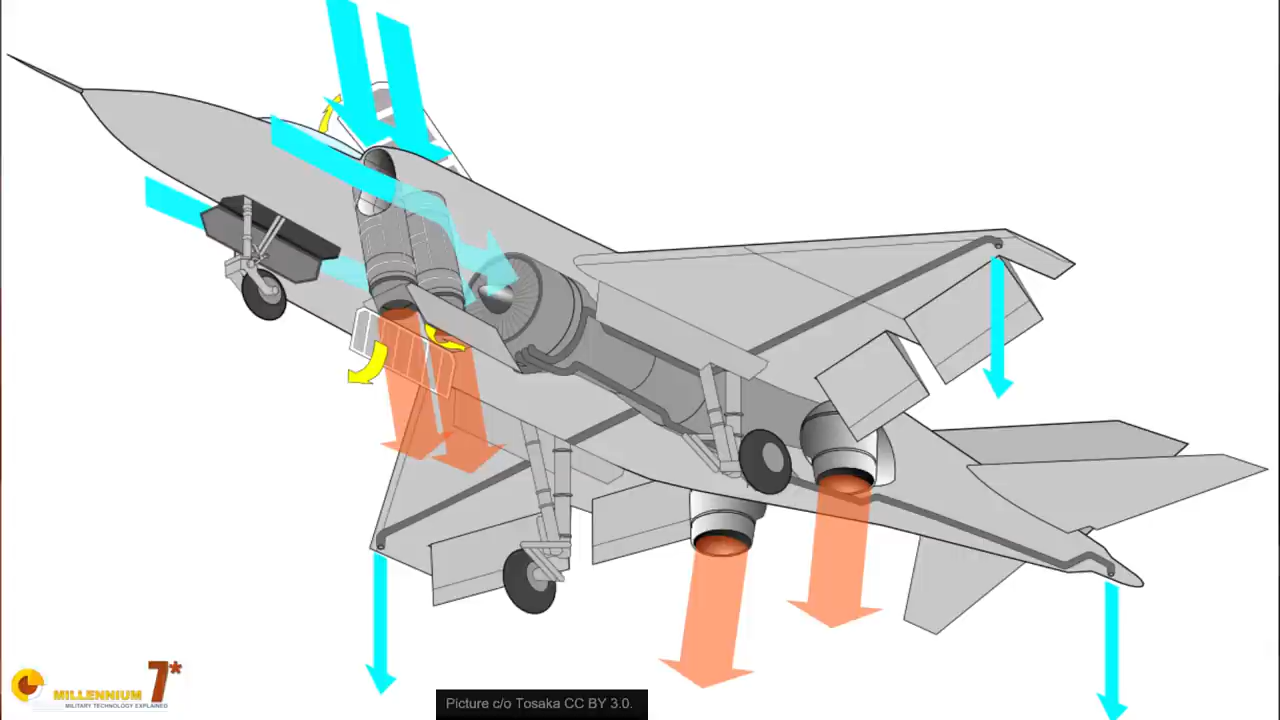 MILLENNIUM 7*
MILITARY TECHNOLOGY EXPLAINED
Picture c/o Tosaka CC BY 3.0.